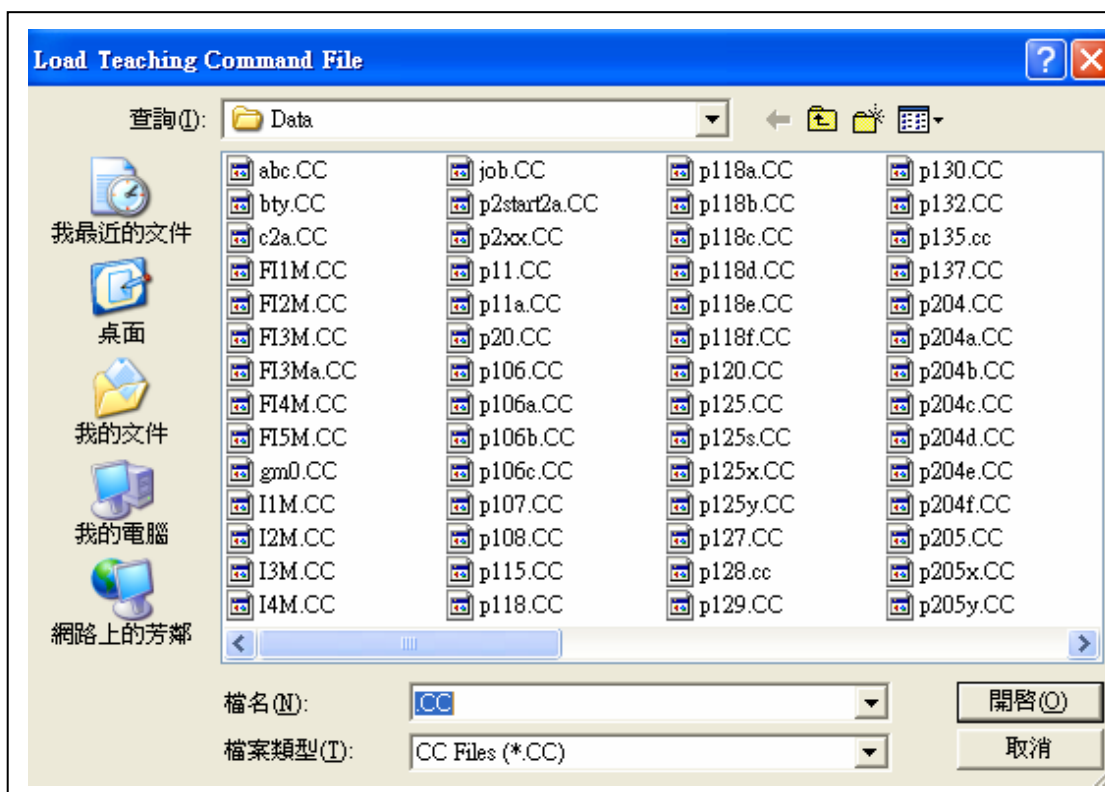 Load Teaching Command File
查詢(I):
Data
我最近的文件
桌面
我的文件
我的電腦
網路上的芳鄰
abc.CC
bty.CC
c2a.CC
FI1M.CC
FI2M.CC
FI3M.CC
FI3Ma.CC
FI4M.CC
FI5M.CC
gm0.CC
I1M.CC
I2M.CC
I3M.CC
I4M.CC
job.CC
p2start2a.CC
p2xx.CC
p11.CC
p11a.CC
p20.CC
p106.CC
p106a.CC
p106b.CC
p106c.CC
p107.CC
p108.CC
p115.CC
p118.CC
p118a.CC
p118b.CC
p118c.CC
p118d.CC
p118e.CC
p118f.CC
p120.CC
p125.CC
p125s.CC
p125x.CC
p125y.CC
p127.CC
p128.cc
p129.CC
p130.CC
p132.CC
p135.cc
p137.CC
p204.CC
p204a.CC
p204b.CC
p204c.CC
p204d.CC
p204e.CC
p204f.CC
p205.CC
p205x.CC
p205y.CC
檔名(N):
.CC
開啓(O)
檔案類型(T):
CC Files (*.CC)
取消